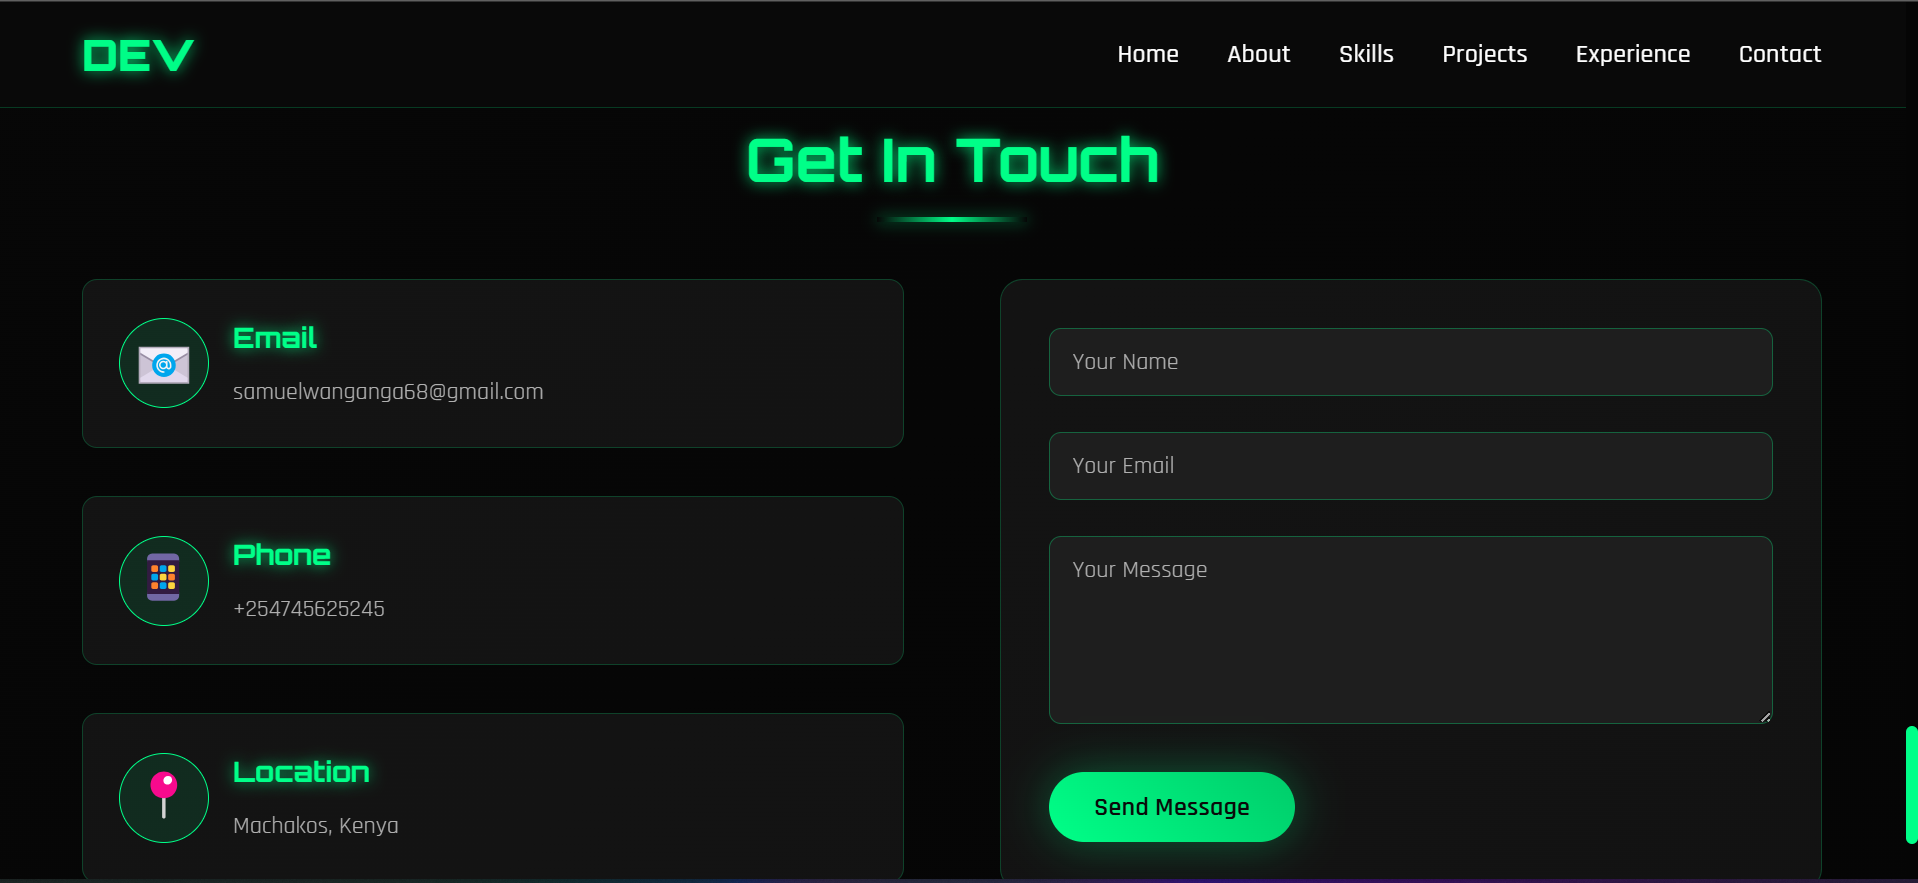 DEV
Home About Skills Projects Experience Contact
Get In Touch
Email
samuelwanganga68@gmail.com
Phone
+254745625245
Location
Machakos, Kenya
Your Name
Your Email
Your Message
Send Message